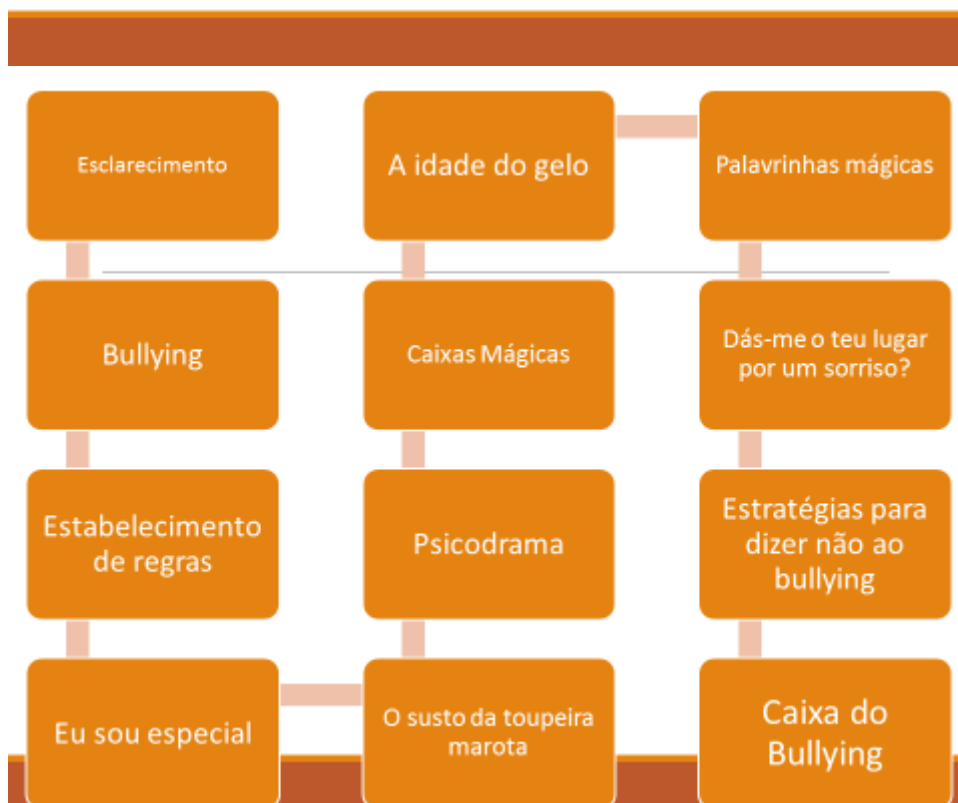 Esclarecimento
Bullying
Estabelecimento
de regras
Eu sou especial
O susto da toupeira
marota
Psicodrama
Caixas Mágicas
A idade do gelo
Palavrinhas mágicas
Dás-me o teu lugar
por um sorriso?
Estratégias para
dizer não ao
bullying
Caixa do
Bullying